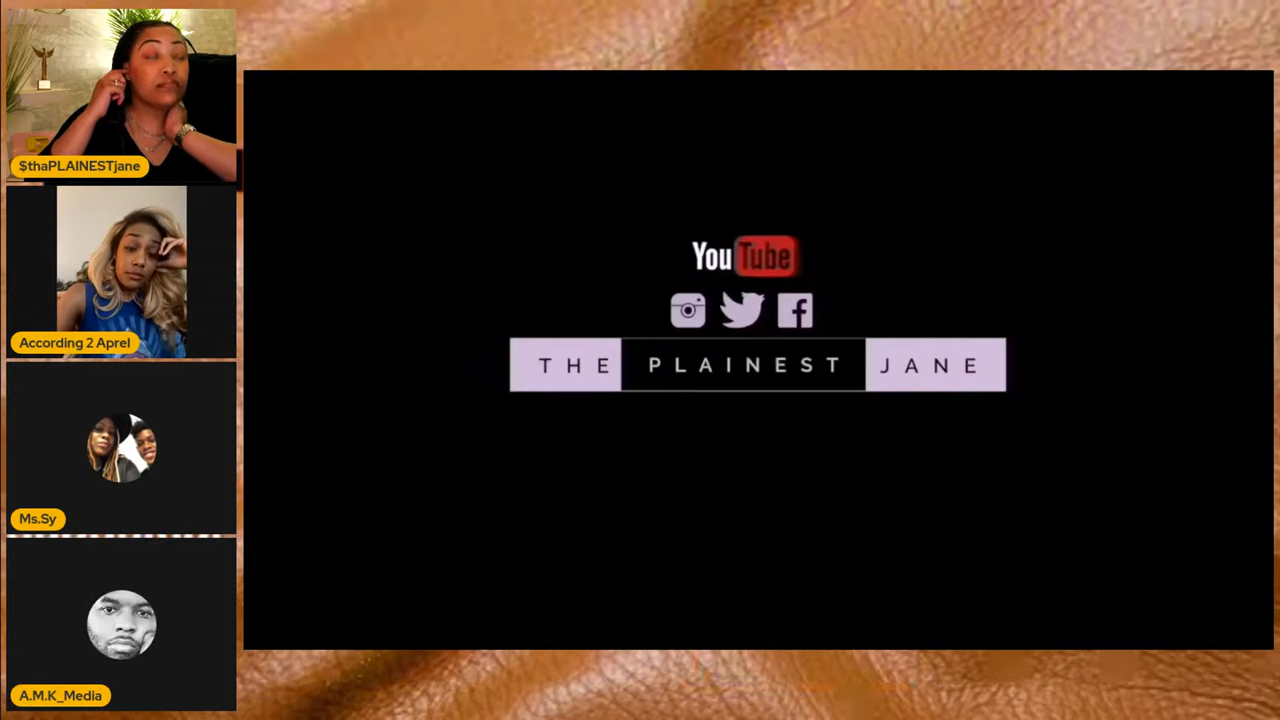 $thaPLAINESTjane
According 2 Aprel
Ms.Sy
A.M.K_Media
YouTube
THE PLAINEST JANE